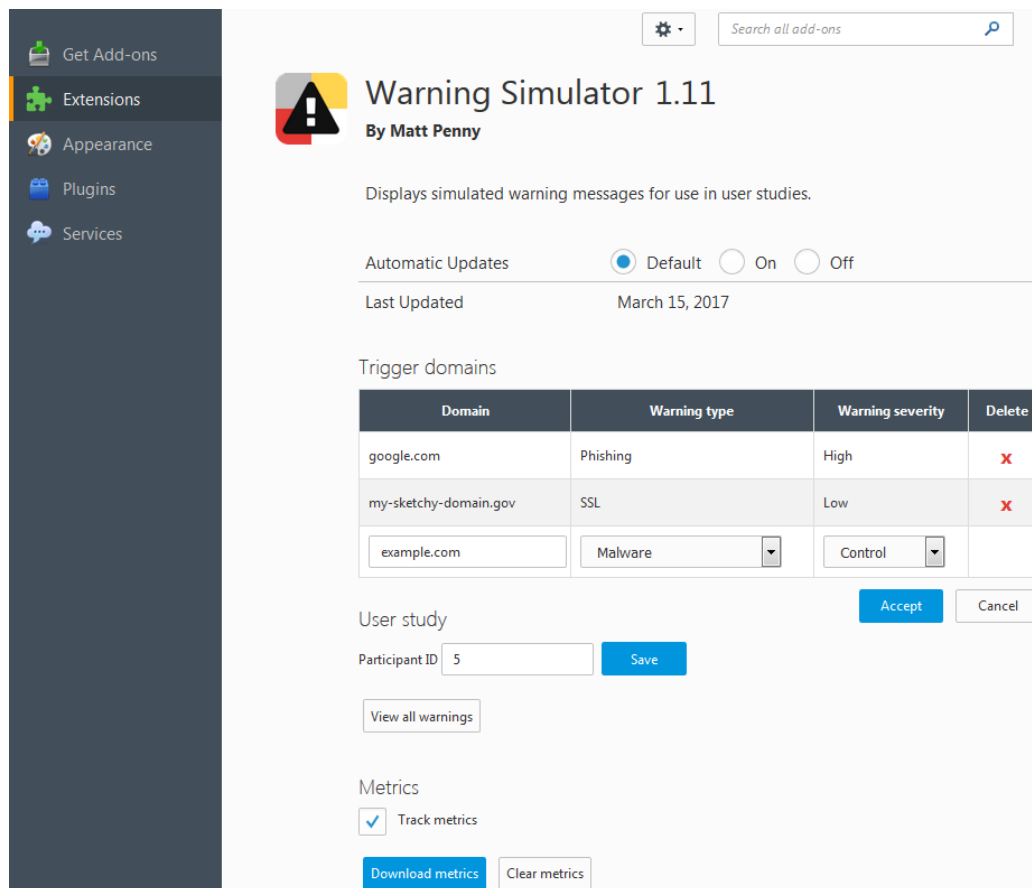 Search all add-ons
Get Add-ons
Extensions
Appearance
Plugins
Services
Warning Simulator 1.11
By Matt Penny
Displays simulated warning messages for use in user studies.
Automatic Updates Default On Off
Last Updated March 15, 2017
Trigger domains
Domain Warning type Warning severity Delete
google.com Phishing High x
my-sketchy-domain.gov SSL Low x
example.com Malware Control
Accept Cancel
User study
Participant ID 5 Save
View all warnings
Metrics
Track metrics
Download metrics Clear metrics